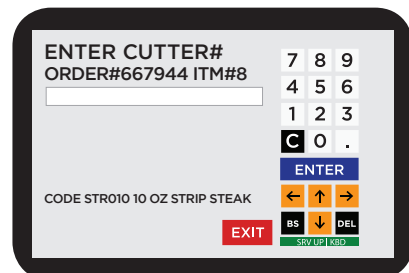 ENTER CUTTER#
ORDER#667944 ITM#8
7 8 9
4 5 6
1 2 3
C 0 .
ENTER
← ↑ →
CODE STR010 10 OZ STRIP STEAK
EXIT
BS ↓ DEL
SRV UP | KBD